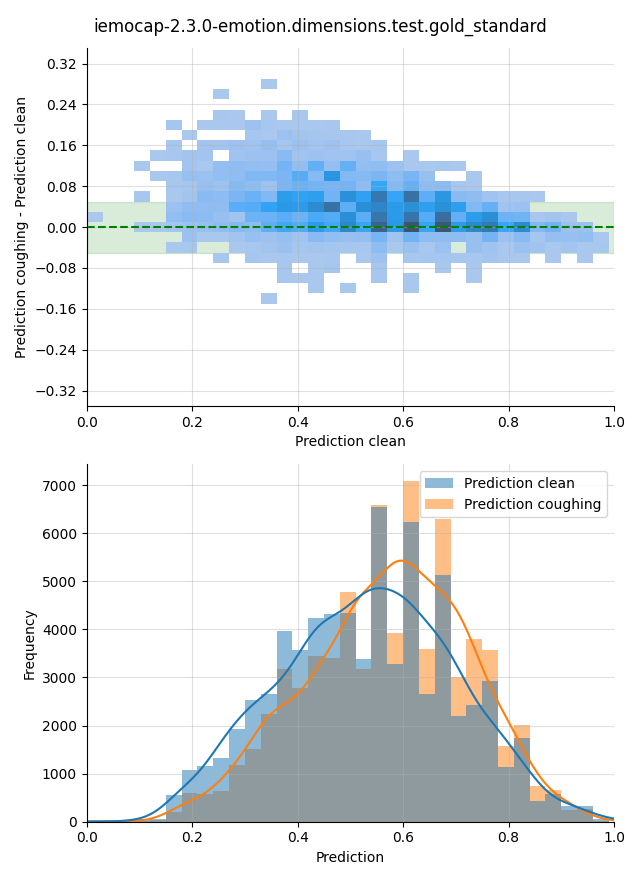 iemocap-2.3.0-emotion.dimensions.test.gold_standard
Prediction coughing - Prediction clean
0.32
0.24
0.16
0.08
0.00
−0.08
−0.16
−0.24
−0.32
0.0 0.2 0.4 0.6 0.8 1.0
Prediction clean
Frequency
7000
6000
5000
4000
3000
2000
1000
0
Prediction clean
Prediction coughing
0.0 0.2 0.4 0.6 0.8 1.0
Prediction